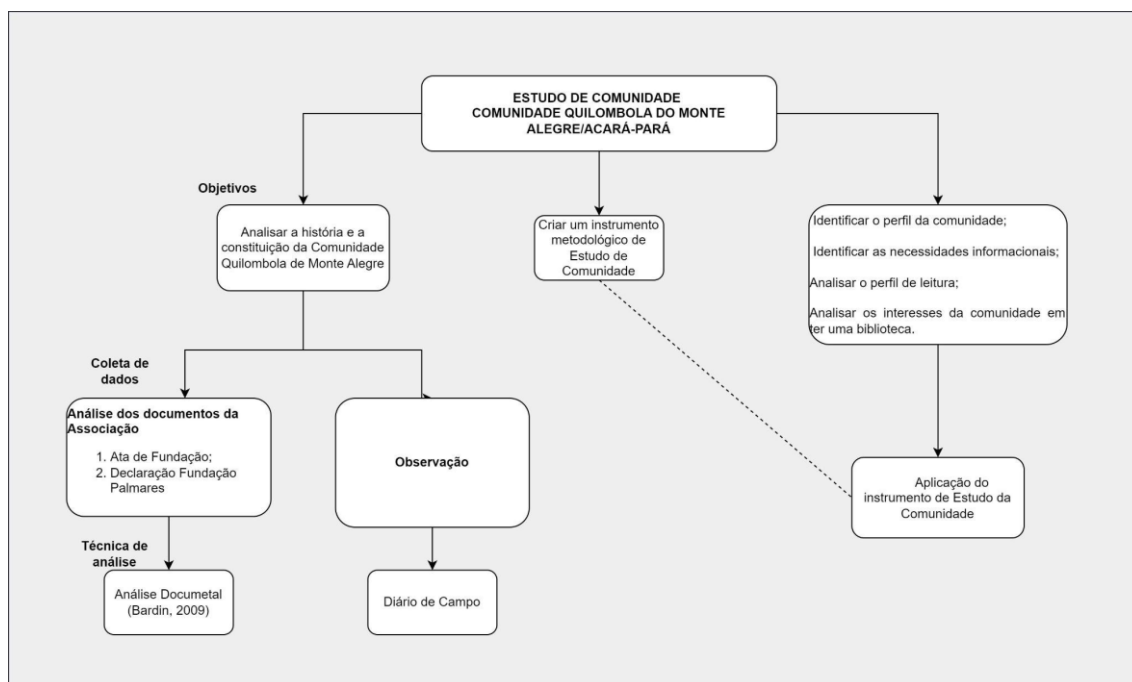 ESTUDO DE COMUNIDADE
COMUNIDADE QUILOMBOLA DO MONTE
ALEGRE/ACARÁ-PARÁ
Objetivos
Analisar a história e a
constituição da Comunidade
Quilombola de Monte Alegre
Criar um instrumento
metodológico de
Estudo de
Comunidade
Identificar o perfil da comunidade;
Identificar as necessidades informacionais;
Analisar o perfil de leitura;
Analisar os interesses da comunidade em
ter uma biblioteca.
Coleta de
dados
Análise dos documentos da
Associação
1. Ata de Fundação;
2. Declaração Fundação
Palmares
Observação
Aplicação do
instrumento de Estudo da
Comunidade
Técnica de
análise
Análise Documetal
(Bardin, 2009)
Diário de Campo